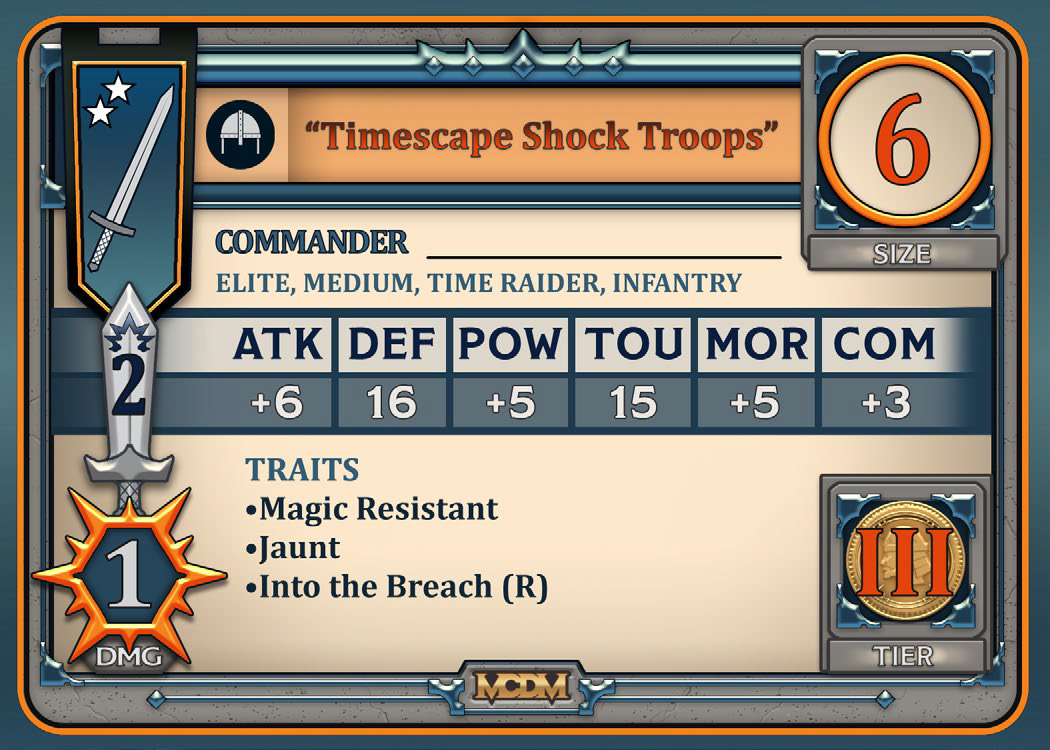 “Timescape Shock Troops”
6
SIZE
COMMANDER
ELITE, MEDIUM, TIME RAIDER, INFANTRY
ATK DEF POW TOU MOR COM
+6 16 +5 15 +5 +3
2
TRAITS
•Magic Resistant
•Jaunt
•Into the Breach (R)
1
DMG
III
TIER
MCDM